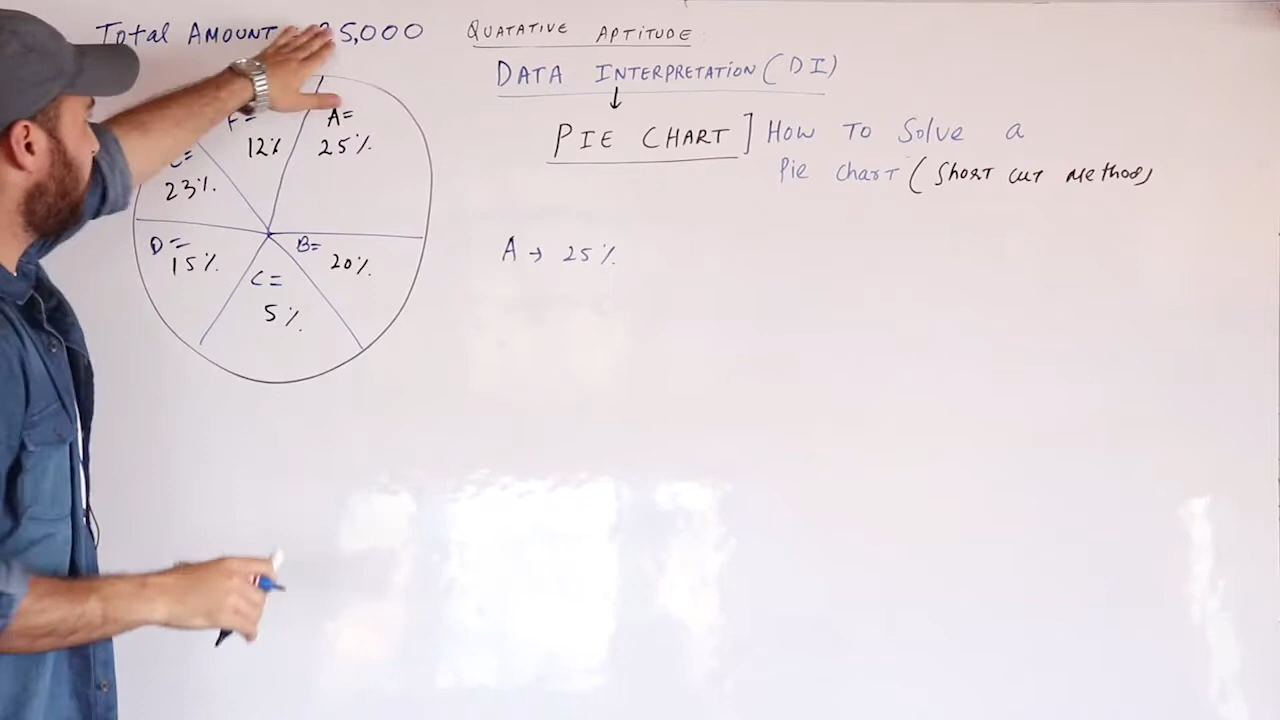 Total AMOUNT 5,000
QUATATIVE APTITUDE
DATA INTERPRETATION (DI)
↓
PIE CHART ] HOW TO Solve a
Pie Chart (SHORT CUT METHOD)
A=
25%.
12%
23%.
D=
15%.
B=
20%.
C=
5%.
A → 25%